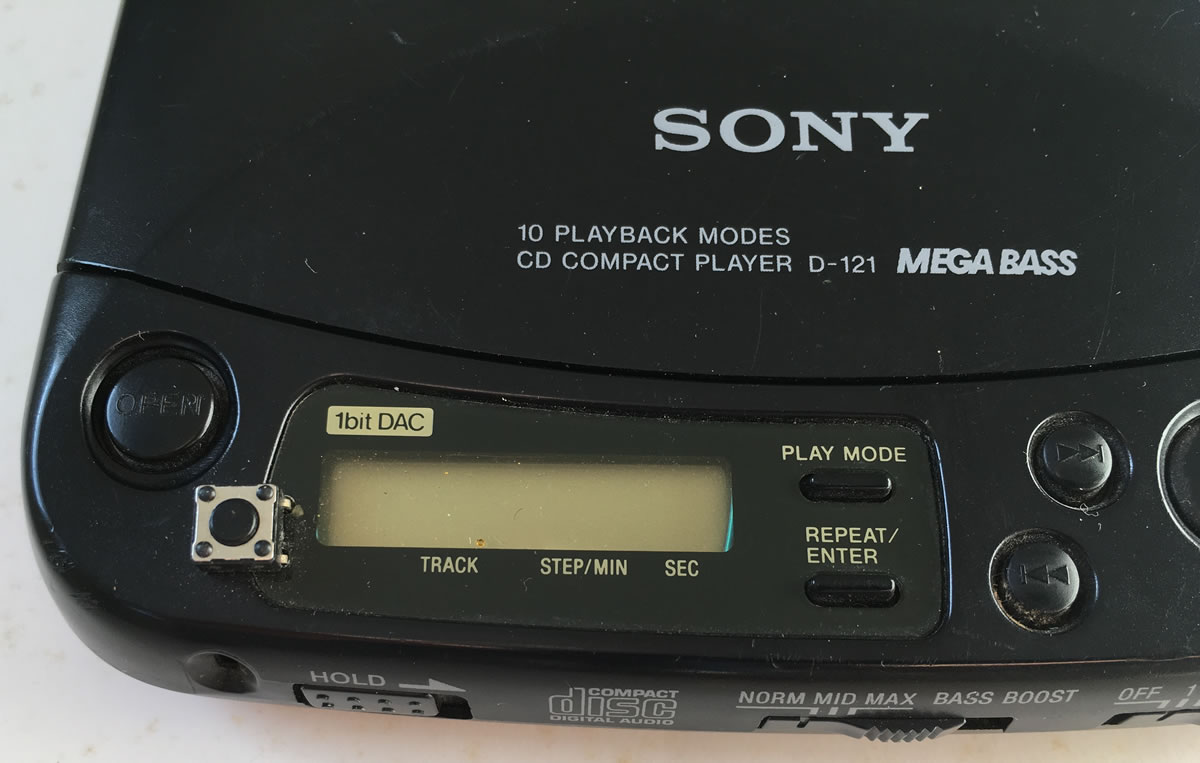 SONY
10 PLAYBACK MODES
CD COMPACT PLAYER D-121 MEGA BASS
OPEN
1bit DAC
PLAY MODE
REPEAT/
ENTER
TRACK STEP/MIN SEC
HOLD
COMPACT
disc
DIGITAL AUDIO
NORM MID MAX BASS BOOST
OFF 1